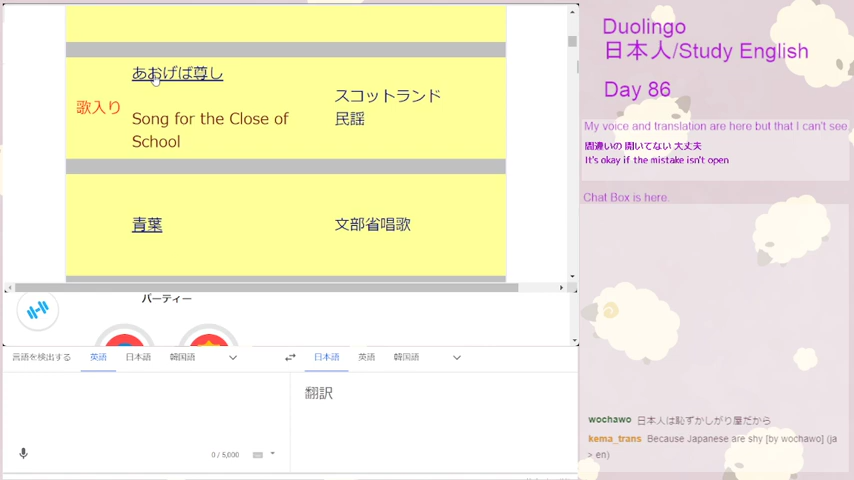 あおげば尊し
歌入り
Song for the Close of
School
スコットランド
民謡
青葉
文部省唱歌
パーティー
言語を検出する 英語 日本語 韓国語
日本語 英語 韓国語
翻訳
0 / 5,000
Duolingo
日本人/Study English
Day 86
My voice and translation are here but that I can't see
間違いの 開いてない 大丈夫
It's okay if the mistake isn't open
Chat Box is here:
wochawo 日本人は恥ずかしがり屋だから
kema_trans Because Japanese are shy [by wochawo] (ja
> en)